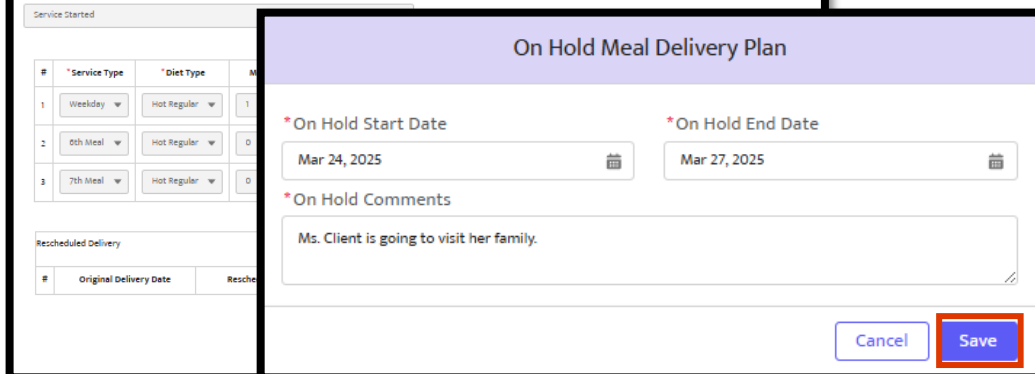 Service Started
# *Service Type *Diet Type
1 Weekday Hot Regular 1
2 6th Meal Hot Regular 0
3 7th Meal Hot Regular 0
Rescheduled Delivery
# Original Delivery Date
On Hold Meal Delivery Plan
*On Hold Start Date *On Hold End Date
Mar 24, 2025 Mar 27, 2025
*On Hold Comments
Ms. Client is going to visit her family.
Cancel Save